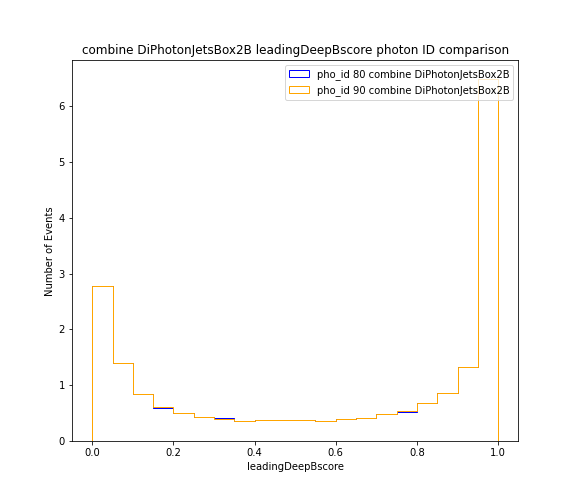 combine DiPhotonJetsBox2B leadingDeepBscore photon ID comparison
pho_id 80 combine DiPhotonJetsBox2B
pho_id 90 combine DiPhotonJetsBox2B
Number of Events
6
5
4
3
2
1
0
0.0 0.2 0.4 0.6 0.8 1.0
leadingDeepBscore